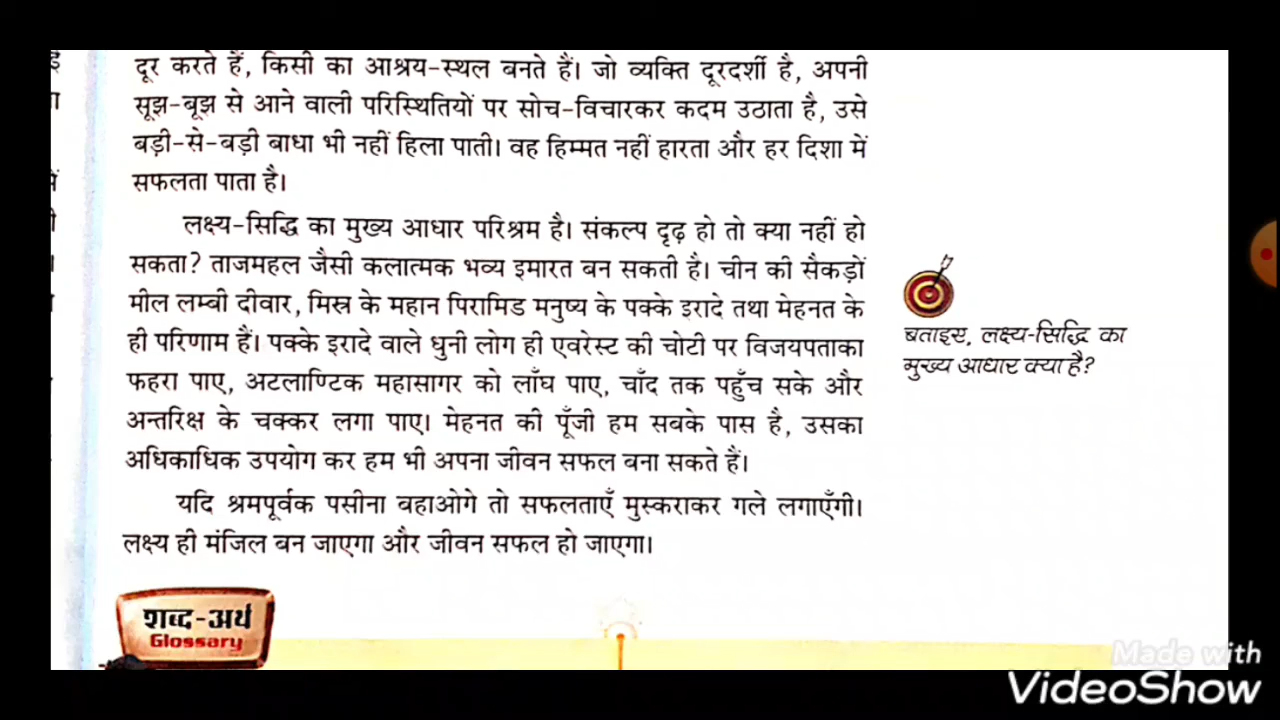 दूर करते हैं, किसी का आश्रय-स्थल बनते हैं। जो व्यक्ति दूरदर्शी है, अपनी
सूझ-बूझ से आने वाली परिस्थितियों पर सोच-विचारकर कदम उठाता है, उसे
बड़ी-से-बड़ी बाधा भी नहीं हिला पाती। वह हिम्मत नहीं हारता और हर दिशा में
सफलता पाता है।
लक्ष्य-सिद्धि का मुख्य आधार परिश्रम है। संकल्प दृढ़ हो तो क्या नहीं हो
सकता? ताजमहल जैसी कलात्मक भव्य इमारत बन सकती है। चीन की सैकड़ों
मील लम्बी दीवार, मिस्र के महान पिरामिड मनुष्य के पक्के इरादे तथा मेहनत के
ही परिणाम हैं। पक्के इरादे वाले धुनी लोग ही एवरेस्ट की चोटी पर विजयपताका
फहरा पाए, अटलाण्टिक महासागर को लाँघ पाए, चाँद तक पहुँच सके और
अन्तरिक्ष के चक्कर लगा पाए। मेहनत की पूँजी हम सबके पास है, उसका
अधिकाधिक उपयोग कर हम भी अपना जीवन सफल बना सकते हैं।
यदि श्रमपूर्वक पसीना बहाओगे तो सफलताएँ मुस्कराकर गले लगाएँगी।
लक्ष्य ही मंजिल बन जाएगा और जीवन सफल हो जाएगा।
बताइए, लक्ष्य-सिद्धि का
मुख्य आधार क्या है?
शब्द-अर्थ
Glossary
Made with
VideoShow